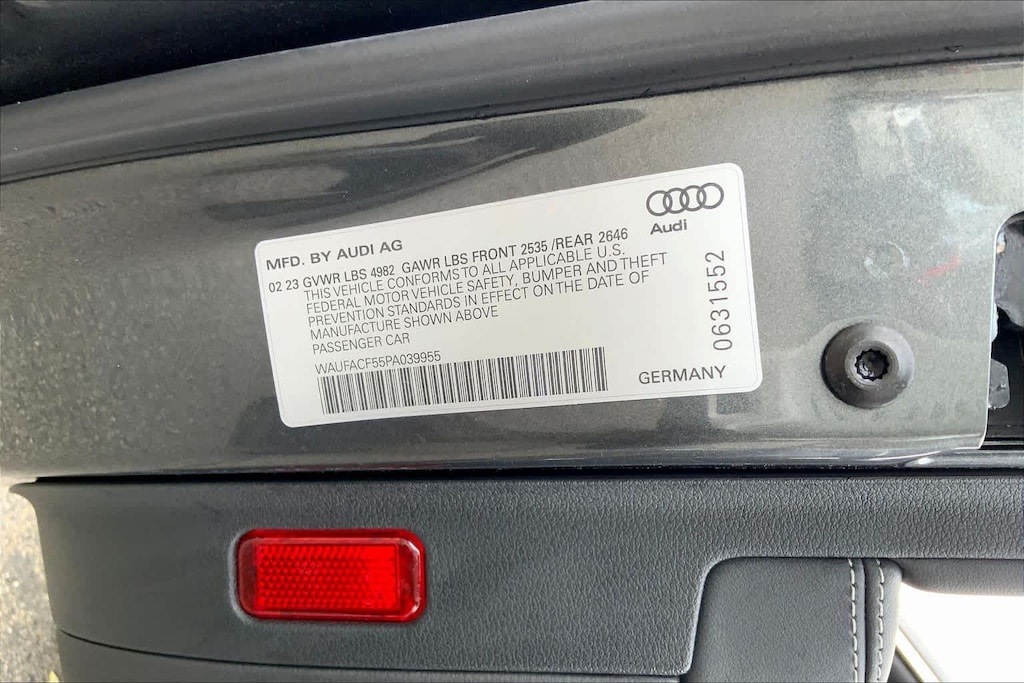 MFD. BY AUDI AG
Audi
02 23 GVWR LBS 4982 GAWR LBS FRONT 2535 /REAR 2646
THIS VEHICLE CONFORMS TO ALL APPLICABLE U.S.
FEDERAL MOTOR VEHICLE SAFETY, BUMPER AND THEFT
PREVENTION STANDARDS IN EFFECT ON THE DATE OF
MANUFACTURE SHOWN ABOVE
PASSENGER CAR
WAUFACF55PA039955
0631552
GERMANY